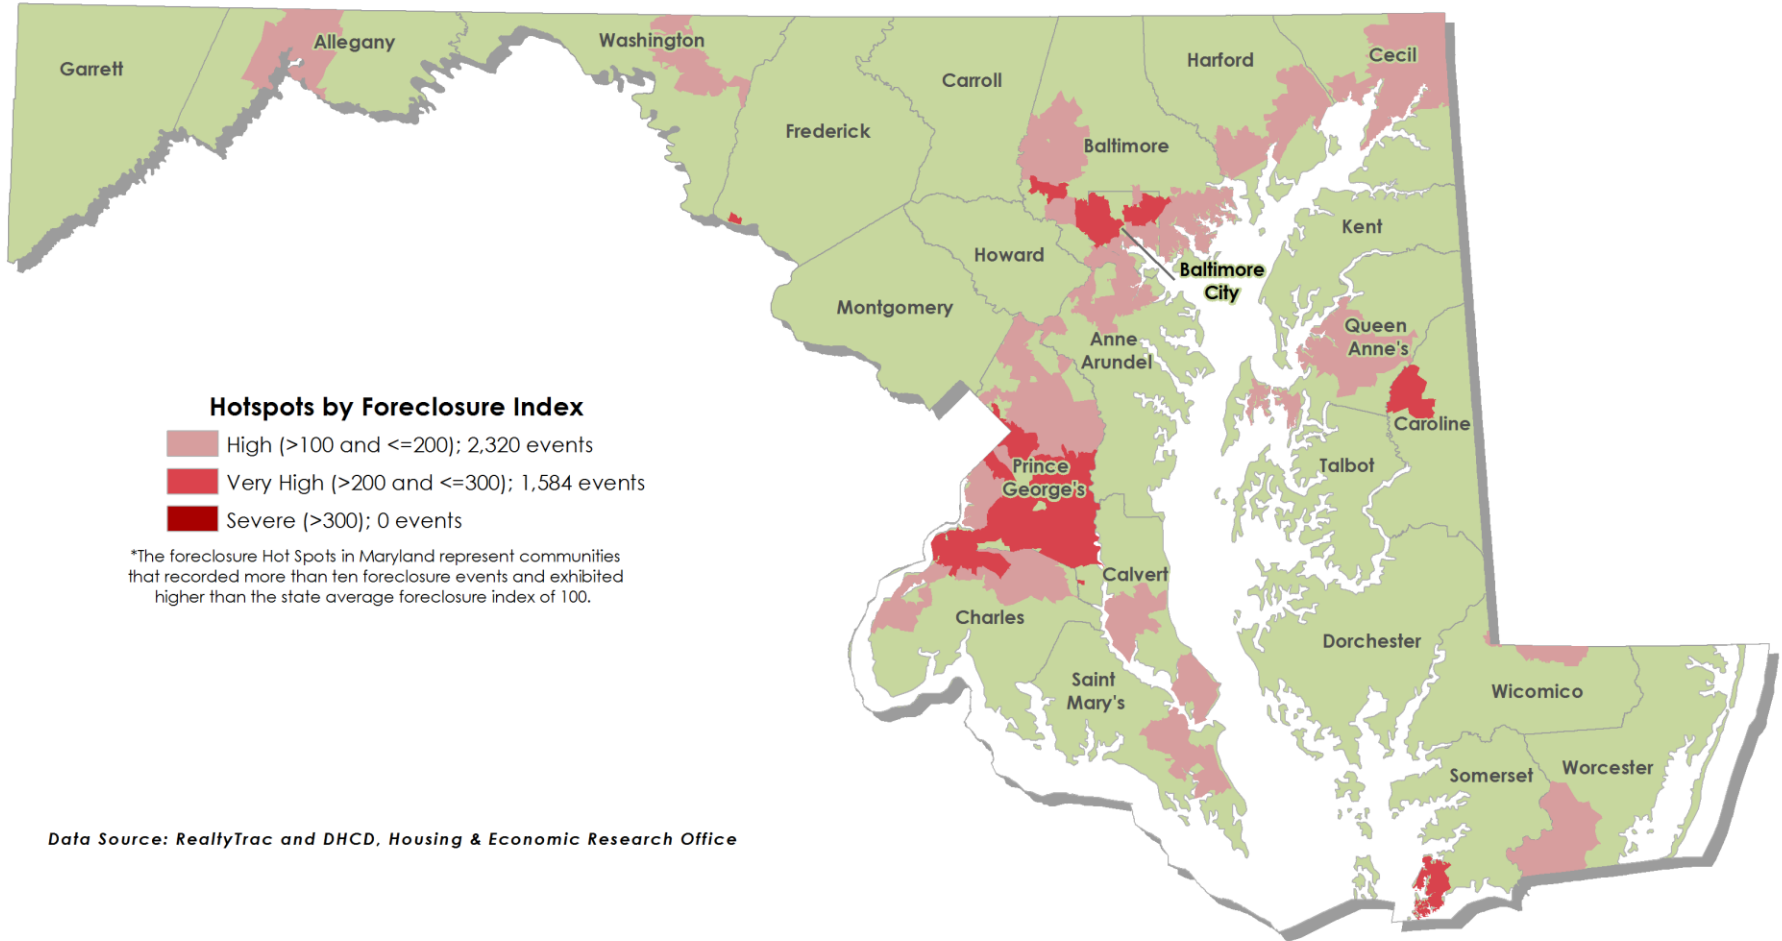 Garrett
Allegany
Washington
Frederick
Carroll
Baltimore
Harford
Cecil
Howard
Montgomery
Baltimore
City
Kent
Queen
Anne's
Anne
Arundel
Caroline
Talbot
Prince
George's
Calvert
Charles
Saint
Mary's
Dorchester
Wicomico
Somerset
Worcester
Hotspots by Foreclosure Index
High (>100 and <=200); 2,320 events
Very High (>200 and <=300); 1,584 events
Severe (>300); 0 events
*The foreclosure Hot Spots in Maryland represent communities
that recorded more than ten foreclosure events and exhibited
higher than the state average foreclosure index of 100.
Data Source: RealtyTrac and DHCD, Housing & Economic Research Office